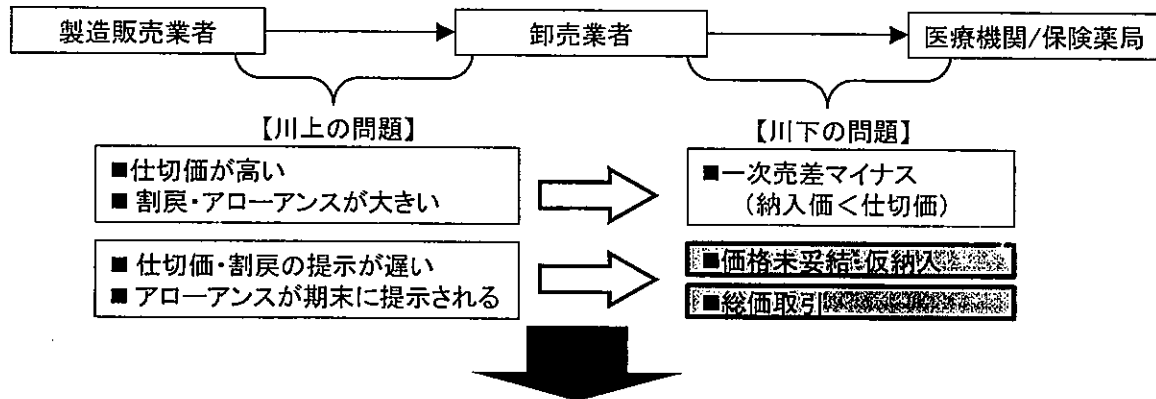 製造販売業者
卸売業者
医療機関/保険薬局
【川上の問題】
【川下の問題】
■仕切価が高い
■ 割戻・アローアンスが大きい
■一次売差マイナス
（納入価＜仕切価）
■ 仕切価・割戻の提示が遅い
■ アローアンスが期末に提示される
■価格未妥結・仮納入
■総価取引